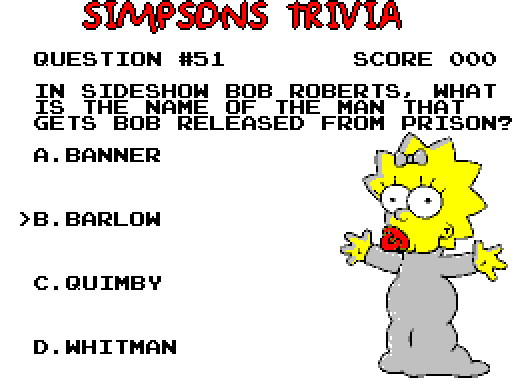 SIMPSONS TRIVIA
QUESTION #51 SCORE 000
IN SIDESHOW BOB ROBERTS, WHAT
IS THE NAME OF THE MAN THAT
GETS BOB RELEASED FROM PRISON?
A.BANNER
>B.BARLOW
C.QUIMBY
D.WHITMAN